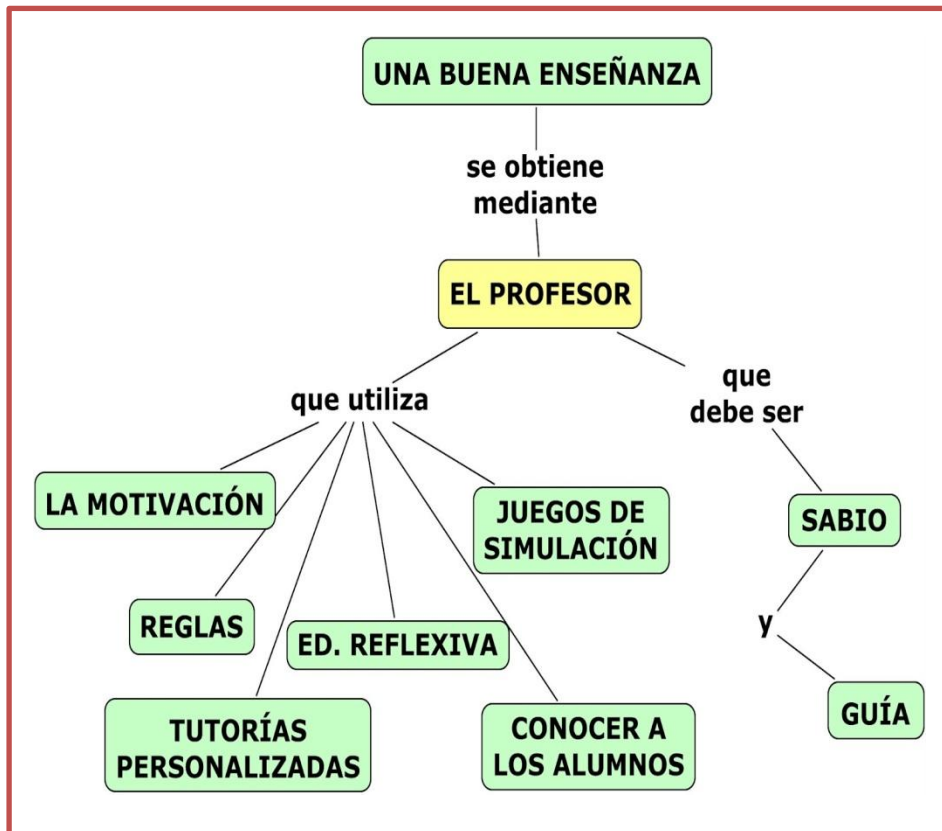 UNA BUENA ENSEÑANZA
se obtiene
mediante
EL PROFESOR
que utiliza
que
debe ser
LA MOTIVACIÓN
JUEGOS DE
SIMULACIÓN
SABIO
REGLAS
ED. REFLEXIVA
y
TUTORÍAS
PERSONALIZADAS
CONOCER A
LOS ALUMNOS
GUÍA